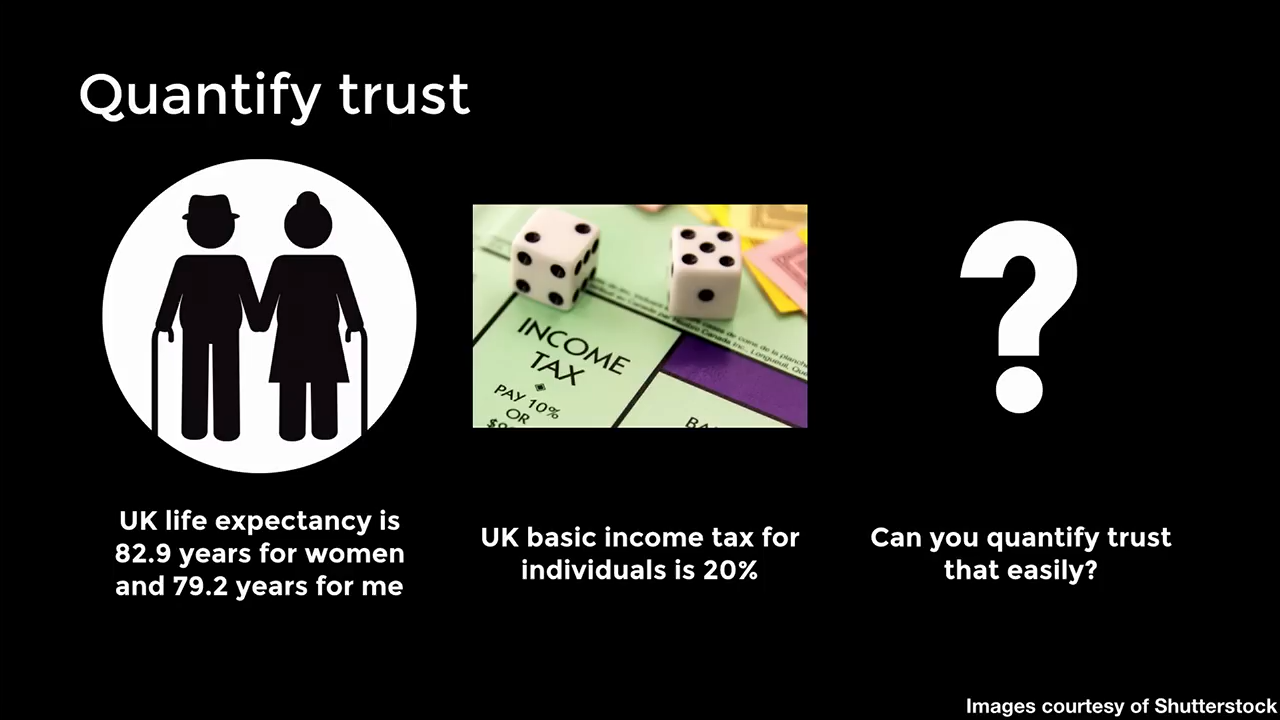 Quantify trust
INCOME
TAX
PAY 10%
OR
UK life expectancy is
82.9 years for women
and 79.2 years for me
UK basic income tax for
individuals is 20%
Can you quantify trust
that easily?
Images courtesy of Shutterstock